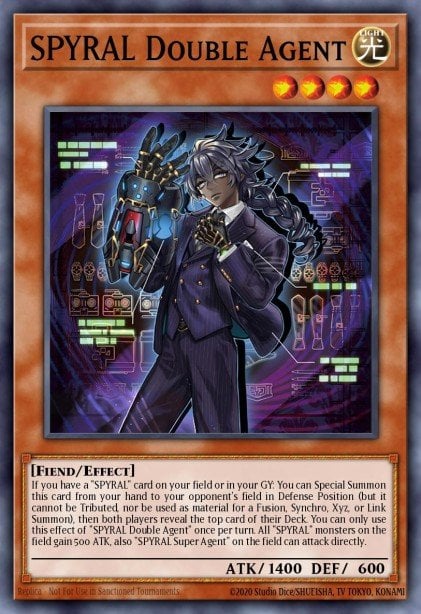 SPYRAL Double Agent
LIGHT
光
[Fiend/Effect]
If you have a "SPYRAL" card on your field or in your GY: You can Special Summon
this card from your hand to your opponent's field in Defense Position (but it
cannot be Tributed, nor be used as material for a Fusion, Synchro, Xyz, or Link
Summon), then both players reveal the top card of their Deck. You can only use
this effect of "SPYRAL Double Agent" once per turn. All "SPYRAL" monsters on
the field gain 500 ATK, also "SPYRAL Super Agent" on the field can attack directly.
ATK/1400 DEF/ 600
Replica - Not For Use in Sanctioned Tournaments
©2020 Studio Dice/SHUEISHA, TV TOKYO, KONAMI